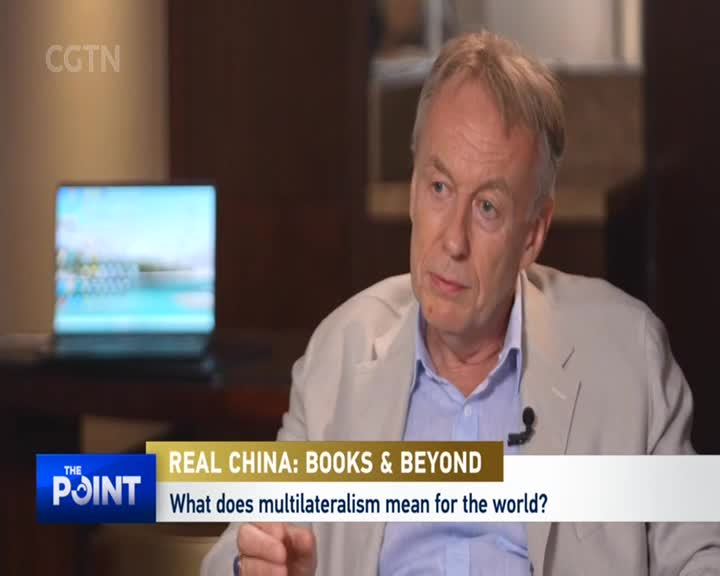 CGTN
REAL CHINA: BOOKS & BEYOND
THE
POINT
What does multilateralism mean for the world?